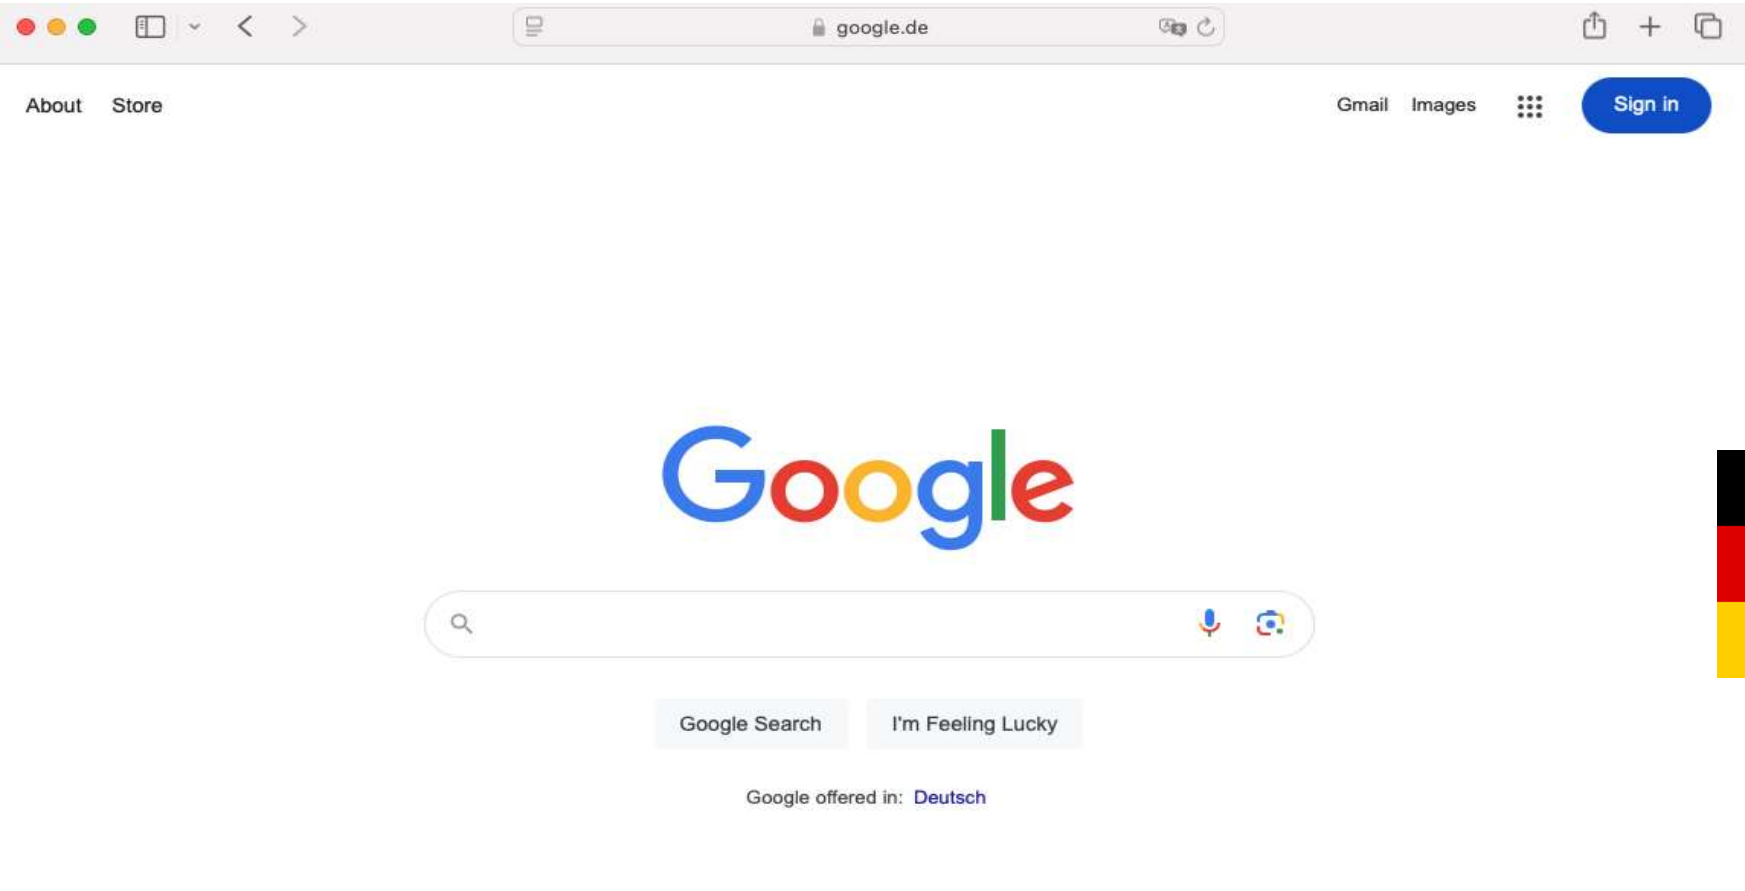 google.de
About Store Gmail Images Sign in
Google
Google Search I'm Feeling Lucky
Google offered in: Deutsch